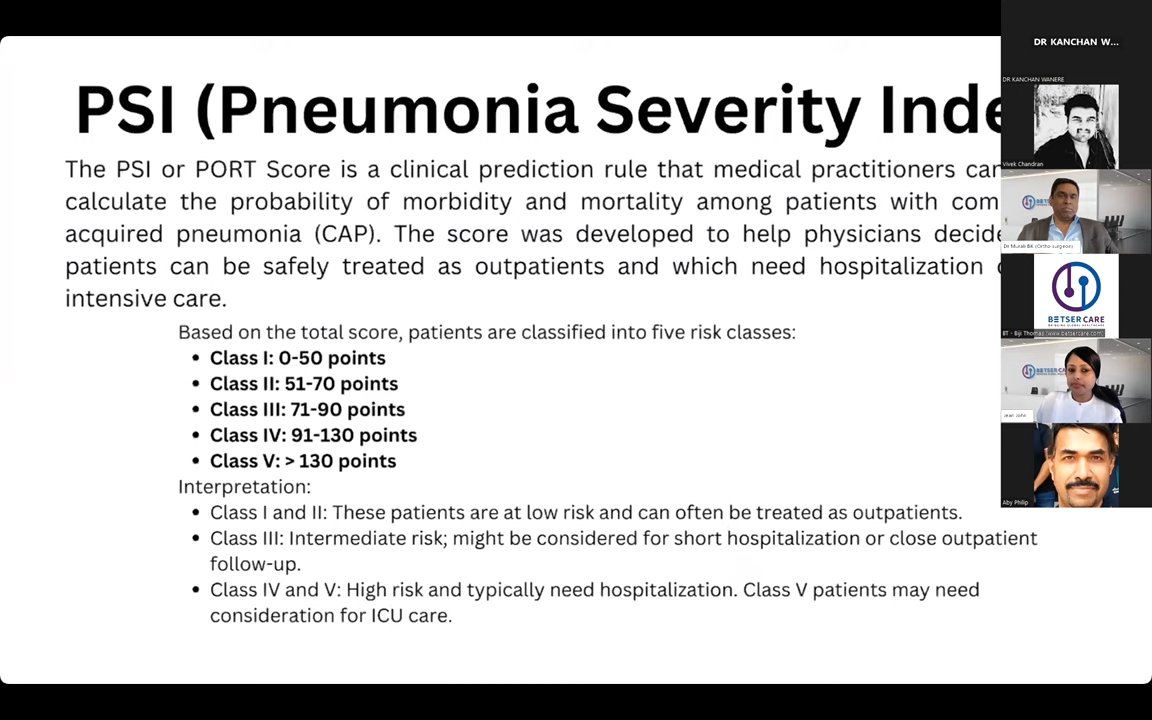 PSI (Pneumonia Severity Inde
The PSI or PORT Score is a clinical prediction rule that medical practitioners can
calculate the probability of morbidity and mortality among patients with com
acquired pneumonia (CAP). The score was developed to help physicians decide
patients can be safely treated as outpatients and which need hospitalization
intensive care.
Based on the total score, patients are classified into five risk classes:
• Class I: 0-50 points
• Class II: 51-70 points
• Class III: 71-90 points
• Class IV: 91-130 points
• Class V: > 130 points
Interpretation:
• Class I and II: These patients are at low risk and can often be treated as outpatients.
• Class III: Intermediate risk; might be considered for short hospitalization or close outpatient
follow-up.
• Class IV and V: High risk and typically need hospitalization. Class V patients may need
consideration for ICU care.
DR KANCHAN W...
DR KANCHAN WANERE
Vivek Chandran
Dr Murali BK (Ortho surgeon)
BETSER CARE
BT - Biji Thomas (www.betsercare.com)
Jean John
Aby Philip